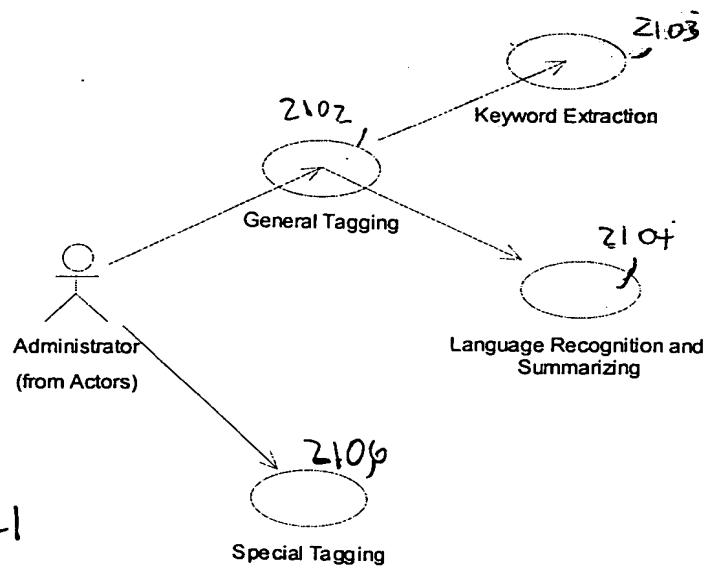 2103
Keyword Extraction
2102
General Tagging
2104
Language Recognition and
Summarizing
Administrator
(from Actors)
2106
Special Tagging